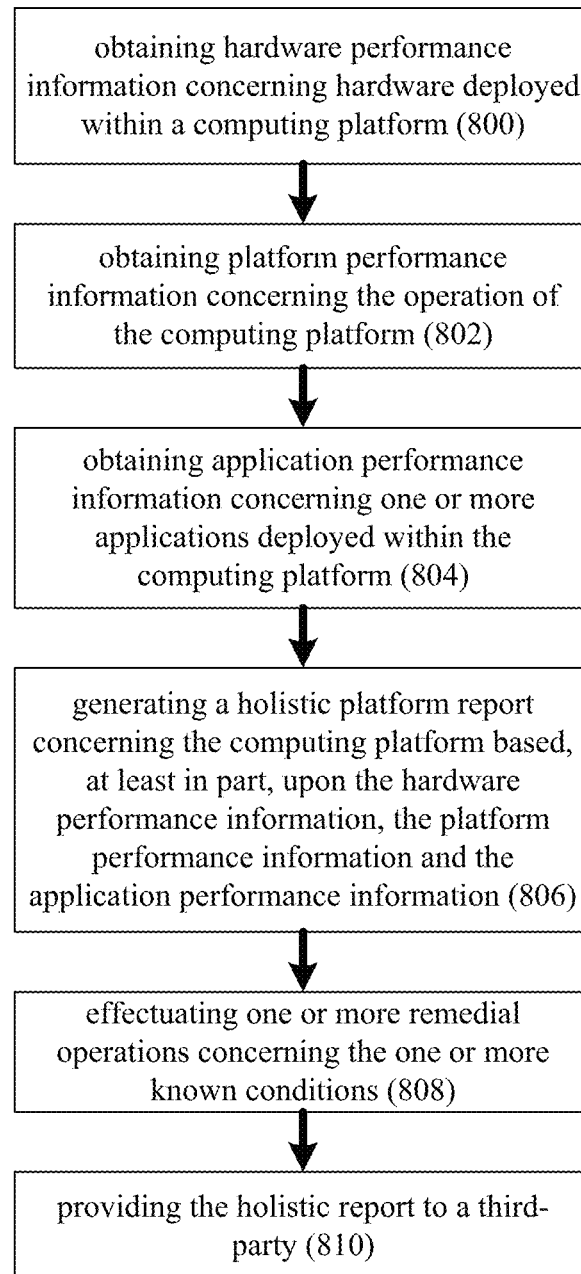 obtaining hardware performance
information concerning hardware deployed
within a computing platform (800)
obtaining platform performance
information concerning the operation of
the computing platform (802)
obtaining application performance
information concerning one or more
applications deployed within the
computing platform (804)
generating a holistic platform report
concerning the computing platform based,
at least in part, upon the hardware
performance information, the platform
performance information and the
application performance information (806)
effectuating one or more remedial
operations concerning the one or more
known conditions (808)
providing the holistic report to a third-
party (810)